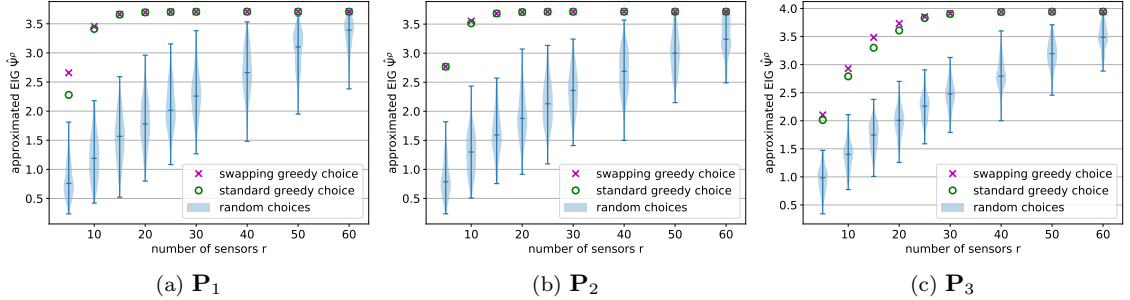 3.5
3.0
2.5
2.0
1.5
1.0
0.5
approximated EIG Ψ̂ᵖ
10 20 30 40 50 60
number of sensors r
swapping greedy choice
standard greedy choice
random choices
(a) P₁
3.5
3.0
2.5
2.0
1.5
1.0
0.5
approximated EIG Ψ̂ᵖ
10 20 30 40 50 60
number of sensors r
swapping greedy choice
standard greedy choice
random choices
(b) P₂
4.0
3.5
3.0
2.5
2.0
1.5
1.0
0.5
approximated EIG Ψ̂ᵖ
10 20 30 40 50 60
number of sensors r
swapping greedy choice
standard greedy choice
random choices
(c) P₃